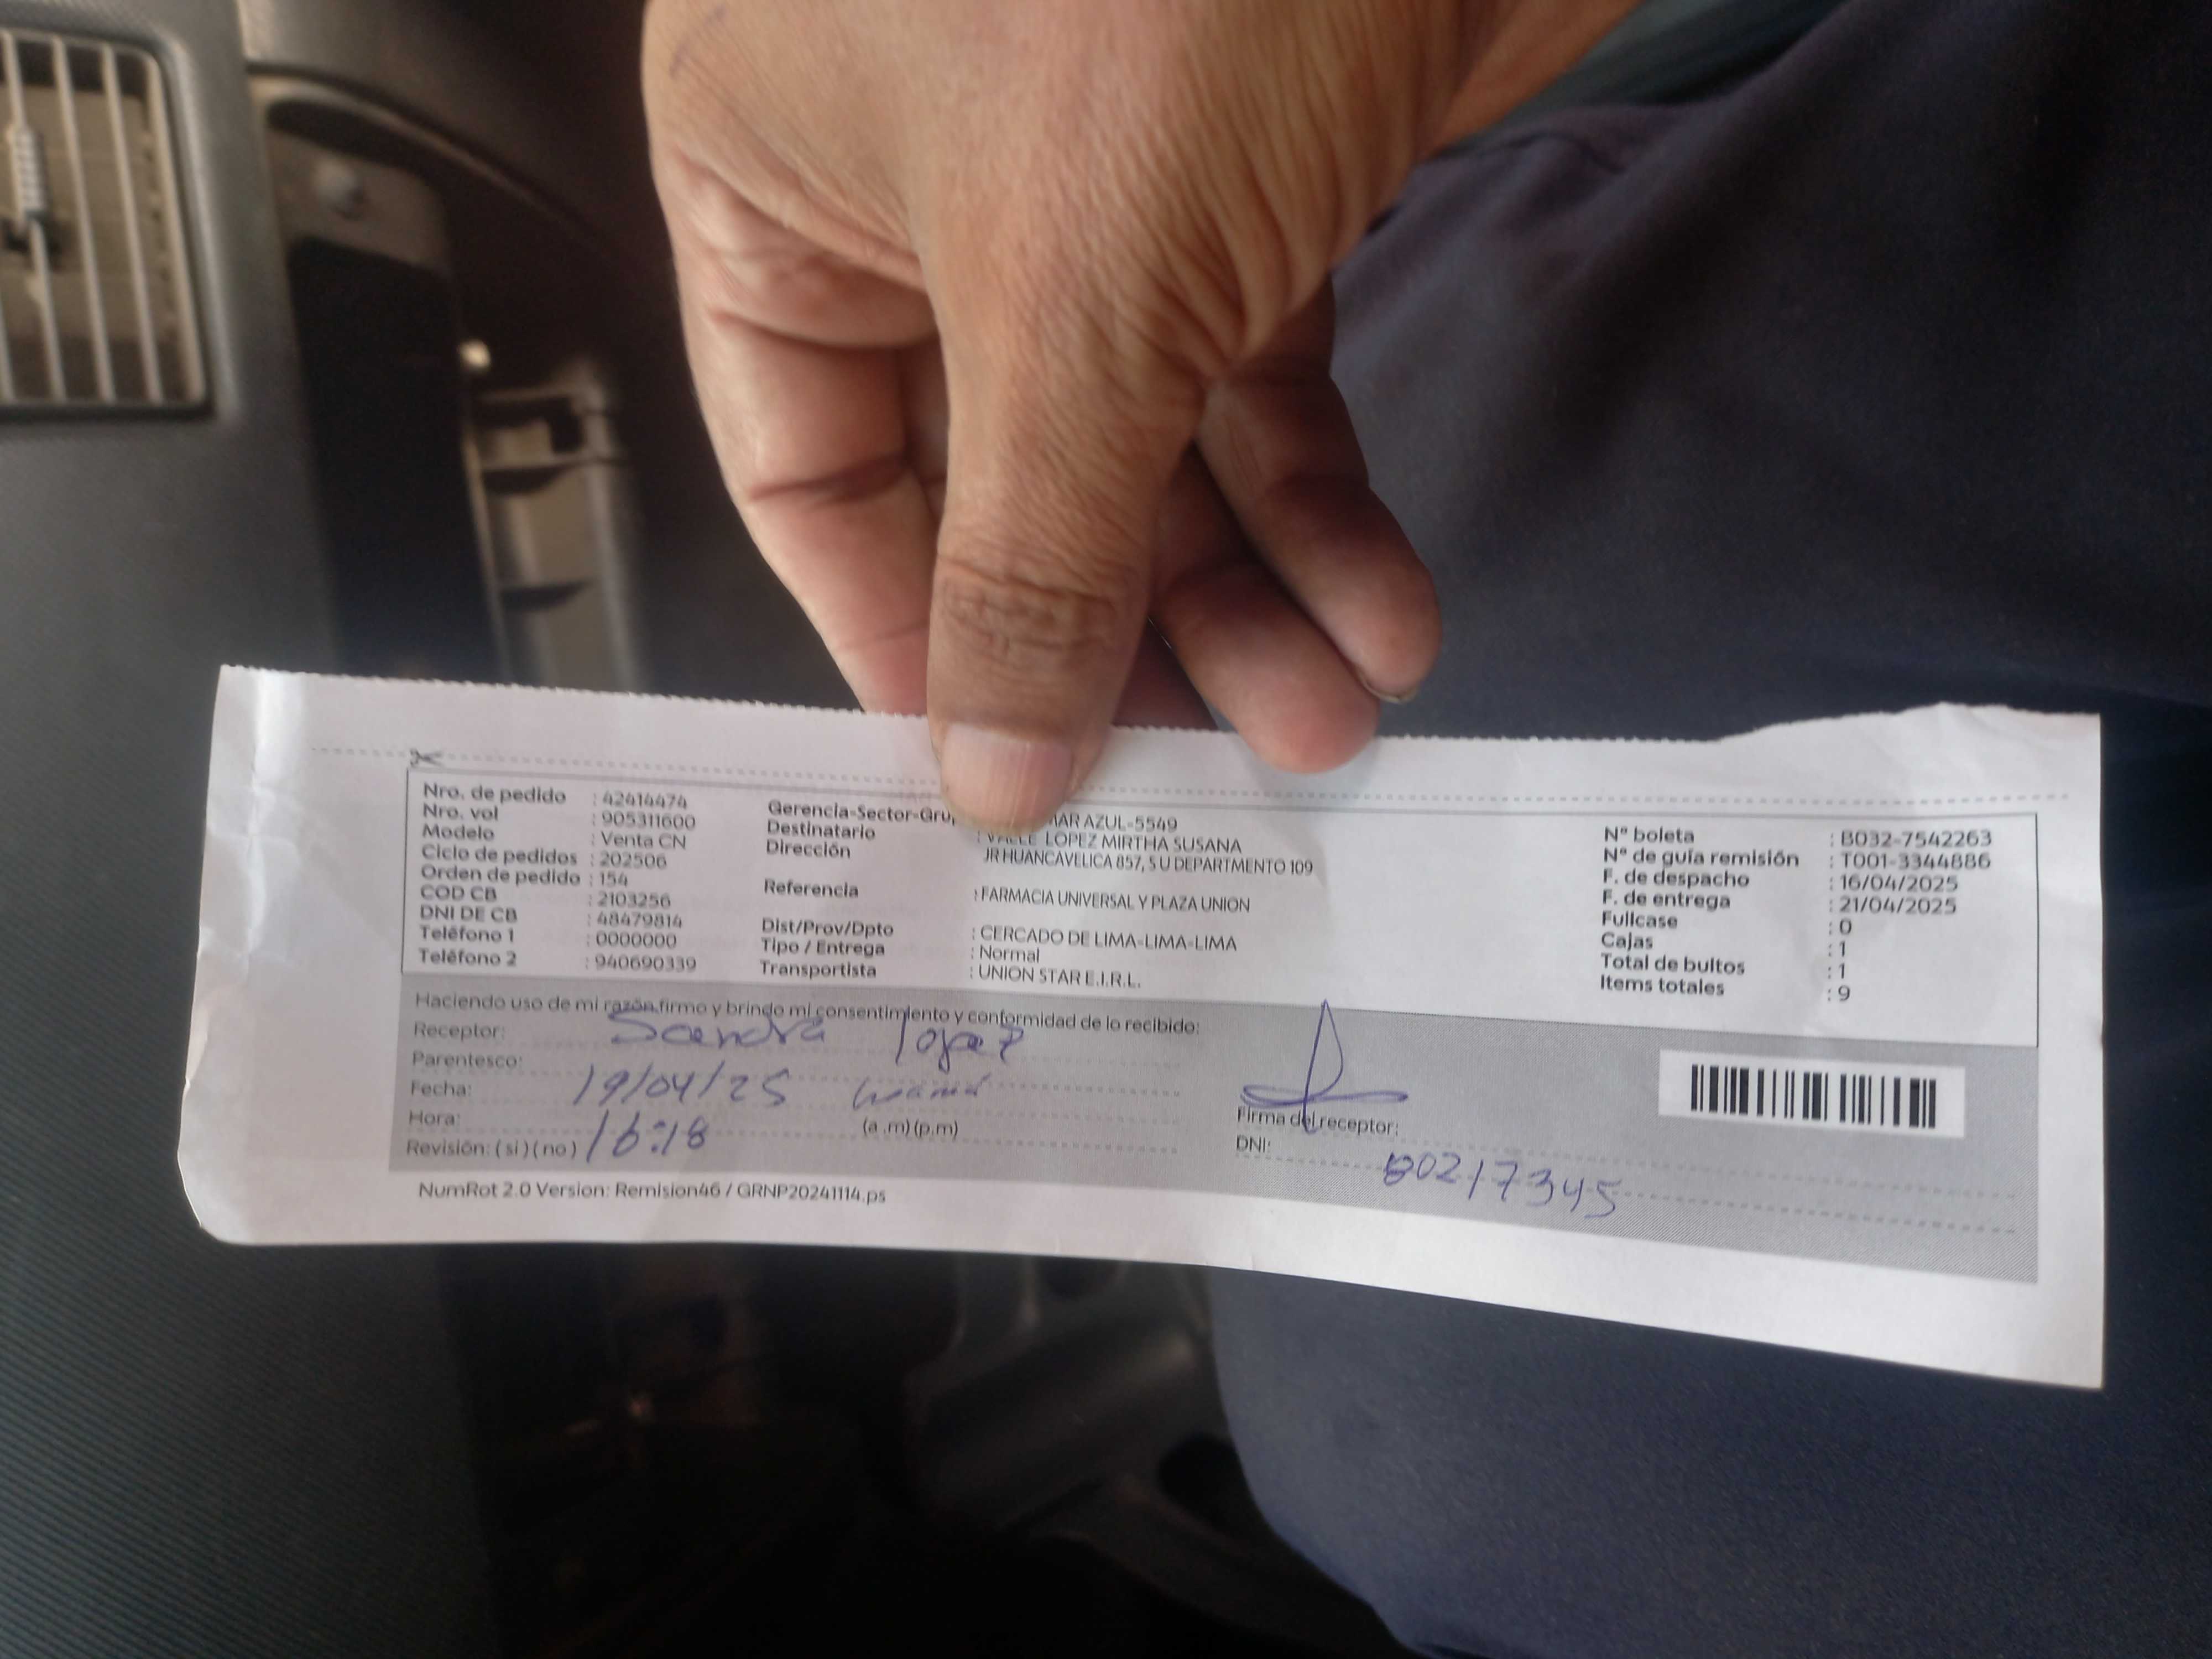 Nro. de pedido : 42414474
Nro. vol : 905311600
Modelo : Venta CN
Ciclo de pedidos : 202506
Orden de pedido : 154
COD CB : 2103256
DNI DE CB : 48479814
Teléfono 1 : 0000000
Teléfono 2 : 940690339
Gerencia-Sector- AZUL-5549
Destinatario : VALLE LOPEZ MIRTHA SUSANA
Dirección JR HUANCAVELICA 857, S U DEPARTMENTO 109
Referencia : FARMACIA UNIVERSAL Y PLAZA UNION
Dist/Prov/Dpto : CERCADO DE LIMA-LIMA-LIMA
Tipo / Entrega : Normal
Transportista : UNION STAR E.I.R.L.
N° boleta : B032-7542263
N° de guía remisión : T001-3344886
F. de despacho : 16/04/2025
F. de entrega : 21/04/2025
Fullcase : 0
Cajas : 1
Total de bultos : 1
Items totales : 9
Haciendo uso de mi razón,firmo y brindo mi consentimiento y conformidad de lo recibido:
Receptor: Sandra lopez
Parentesco: mamá
Fecha: 19/04/25
Hora: 16:18 (a .m) (p.m)
Revisión: ( si ) ( no )
Firma del receptor:
DNI: 80217345
NumRot 2.0 Version: Remision46 / GRNP20241114.ps